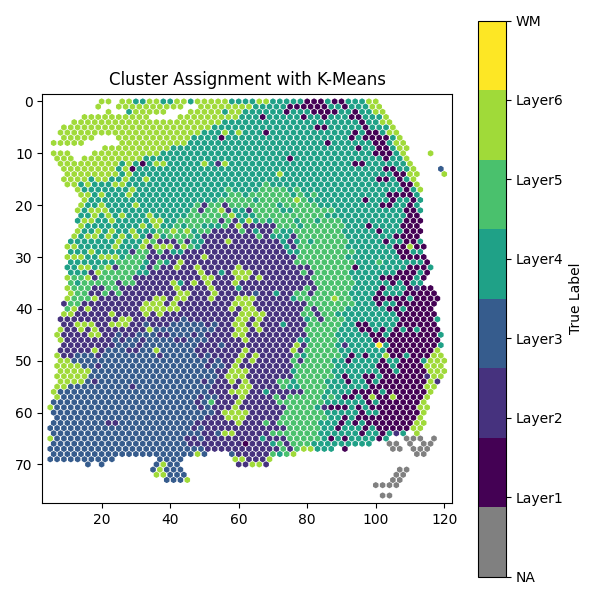 Cluster Assignment with K-Means
0
10
20
30
40
50
60
70
20
40
60
80
100
120
WM
Layer6
Layer5
Layer4
Layer3
Layer2
Layer1
NA
True Label